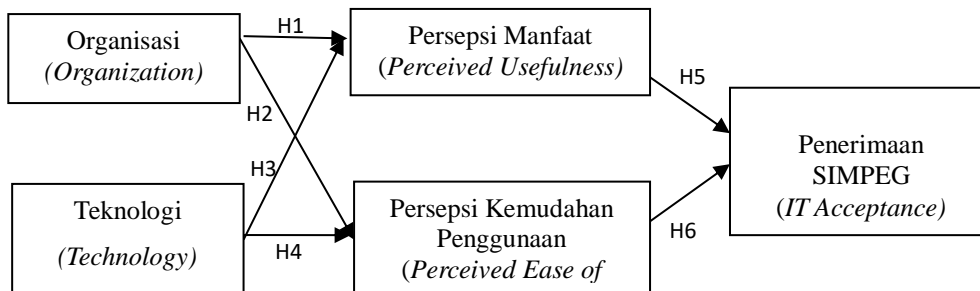 Organisasi
(Organization)
H1
Persepsi Manfaat
(Perceived Usefulness)
H5
H2
Penerimaan
SIMPEG
(IT Acceptance)
H3
Teknologi
(Technology)
H4
Persepsi Kemudahan
Penggunaan
(Perceived Ease of
H6